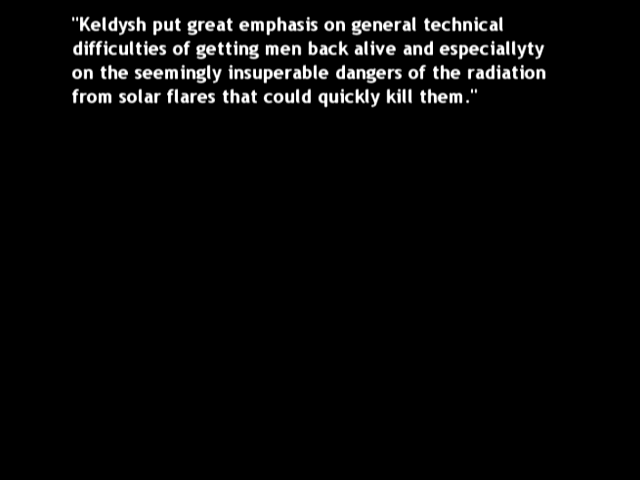 "Keldysh put great emphasis on general technical
difficulties of getting men back alive and especiallyty
on the seemingly insuperable dangers of the radiation
from solar flares that could quickly kill them."